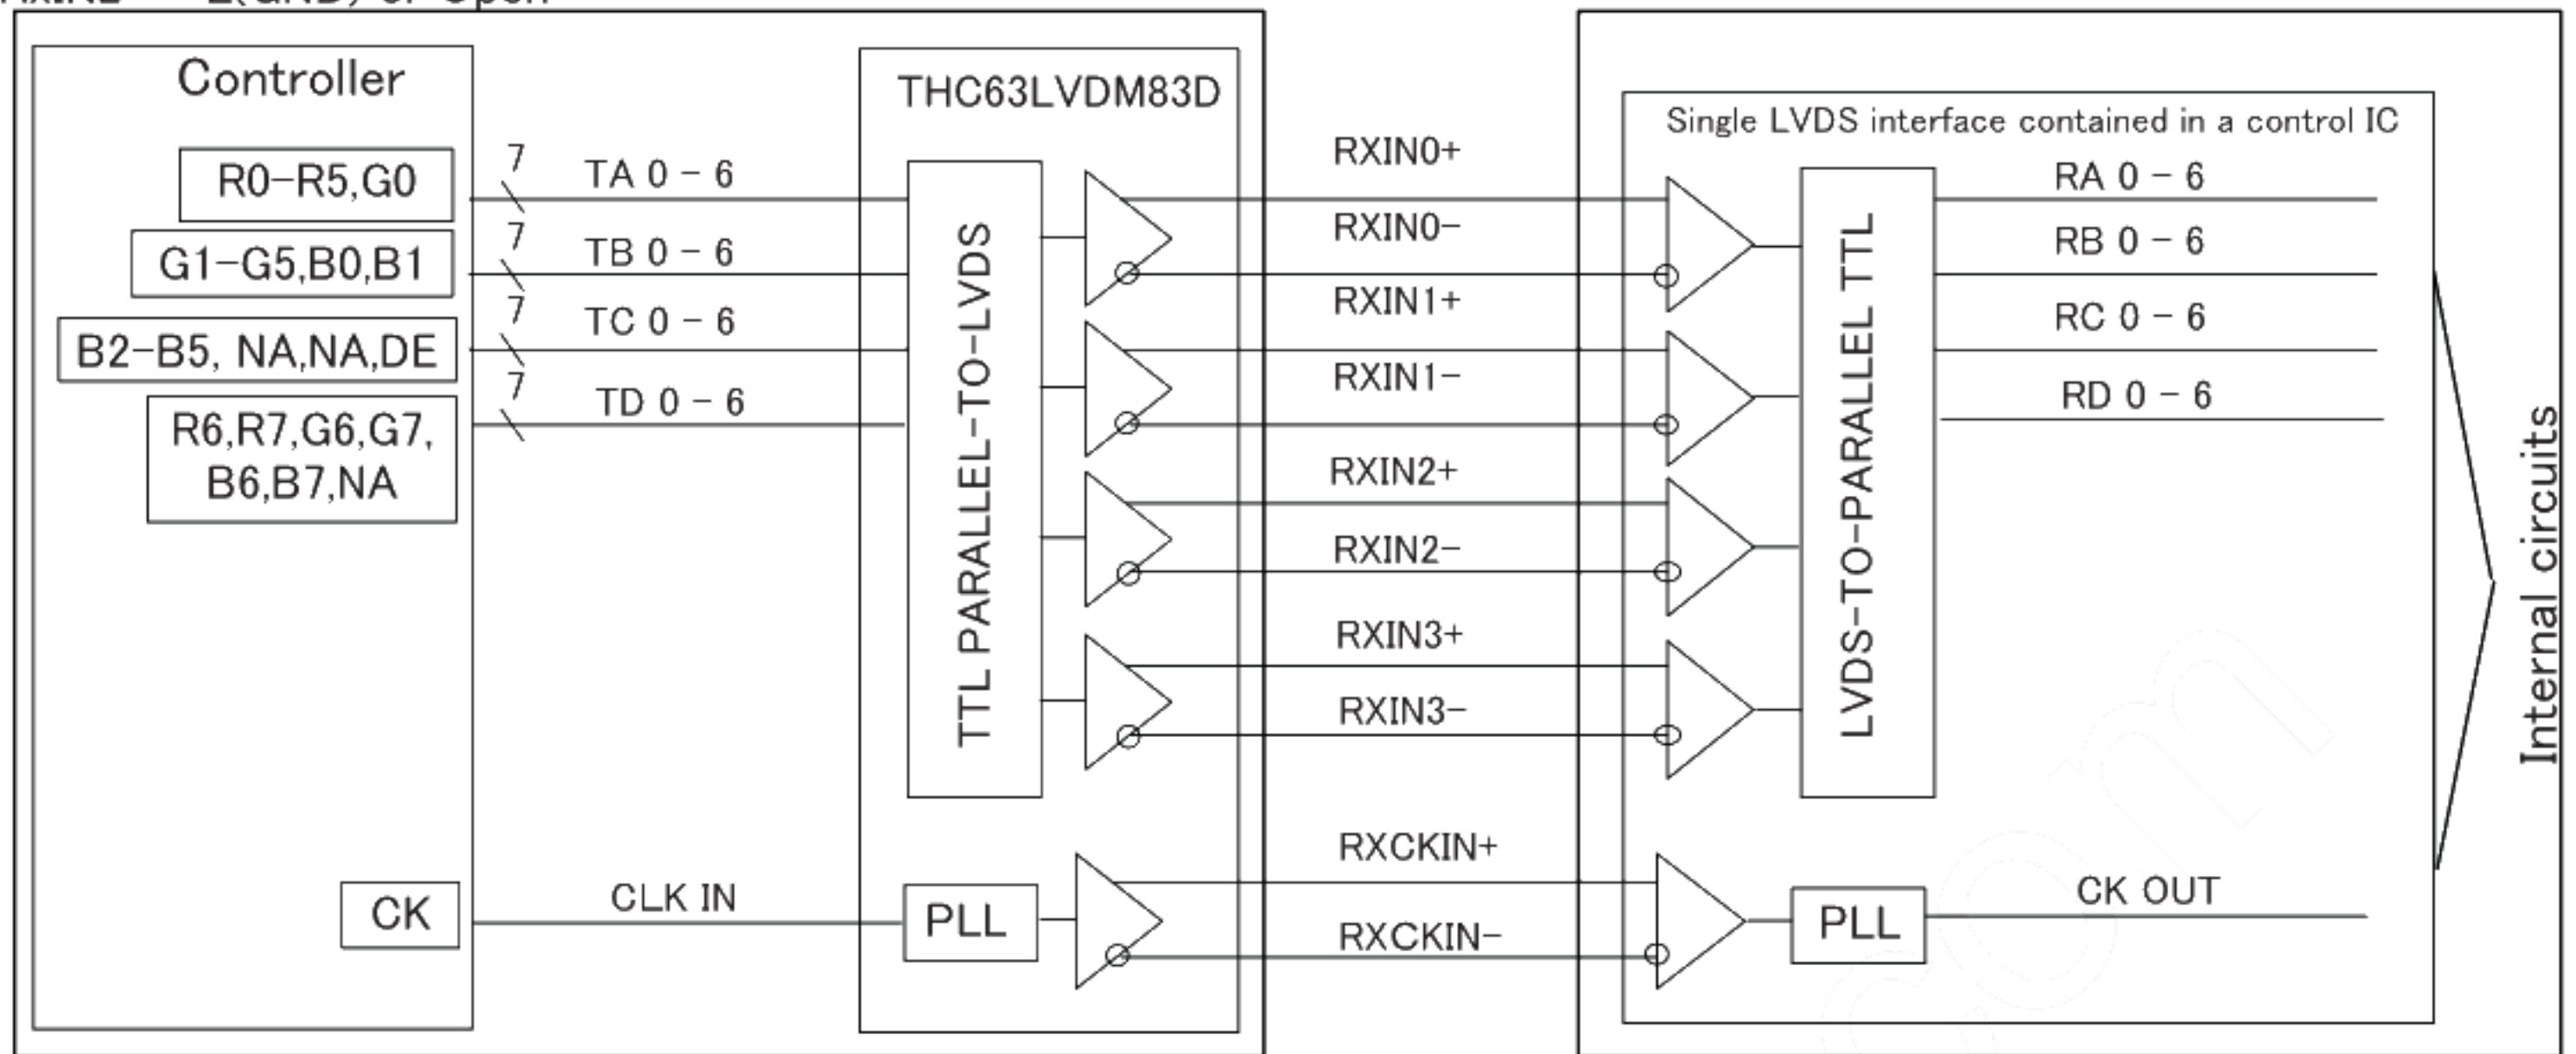 L(GND) or Open
Controller
R0-R5,G0
G1-G5,B0,B1
B2-B5, NA,NA,DE
R6,R7,G6,G7,
B6,B7,NA
CK
7
TA 0 - 6
7
TB 0 - 6
7
TC 0 - 6
7
TD 0 - 6
CLK IN
THC63LVDM83D
TTL PARALLEL-TO-LVDS
PLL
RXIN0+
RXIN0-
RXIN1+
RXIN1-
RXIN2+
RXIN2-
RXIN3+
RXIN3-
RXCKIN+
RXCKIN-
Single LVDS interface contained in a control IC
LVDS-TO-PARALLEL TTL
PLL
RA 0 - 6
RB 0 - 6
RC 0 - 6
RD 0 - 6
CK OUT
Internal circuits
com